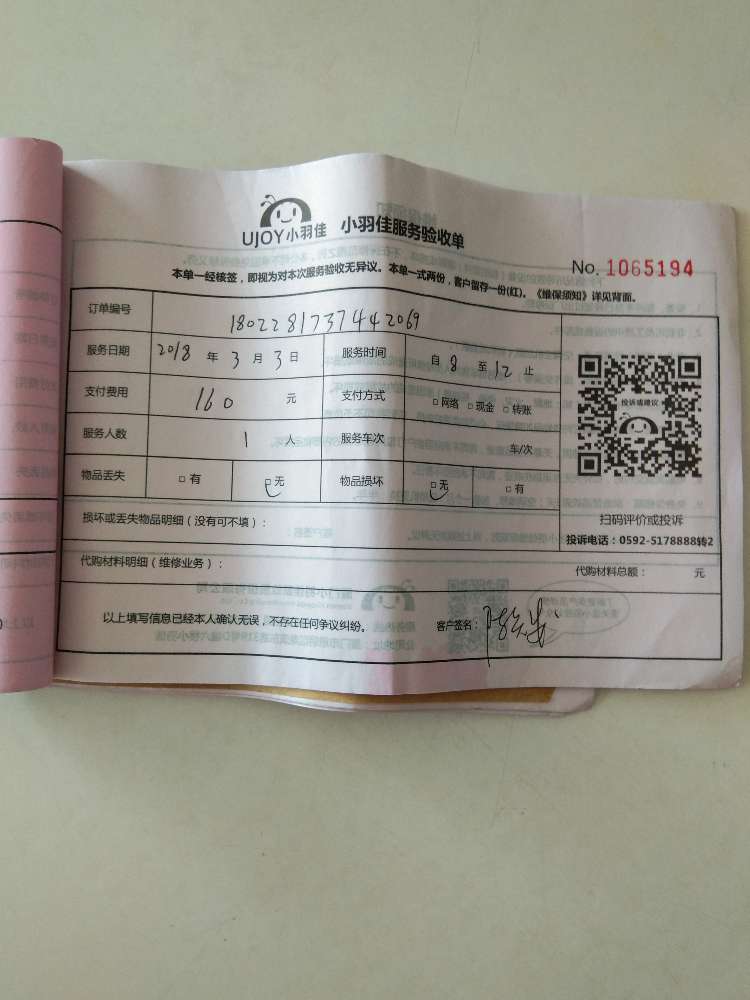 UJOY小羽佳 小羽佳服务验收单
No. 1065194
本单一经核签，即视为对本次服务验收无异议。本单一式两份，客户留存一份(红)。《维保须知》详见背面。
订单编号 180228173744 2069
服务日期 2018 年 3 月 3 日 服务时间 自 8 至 12 止
支付费用 160 元 支付方式 □网络 □现金 □转账
服务人数 1 人 服务车次 车/次
物品丢失 □有 □无 物品损坏 □无 □有
投诉或建议
扫码评价或投诉
投诉电话：0592-5178888转2
损坏或丢失物品明细（没有可不填）：
代购材料明细（维修业务）： 代购材料总额： 元
以上填写信息已经本人确认无误，不存在任何争议纠纷。 客户签名：